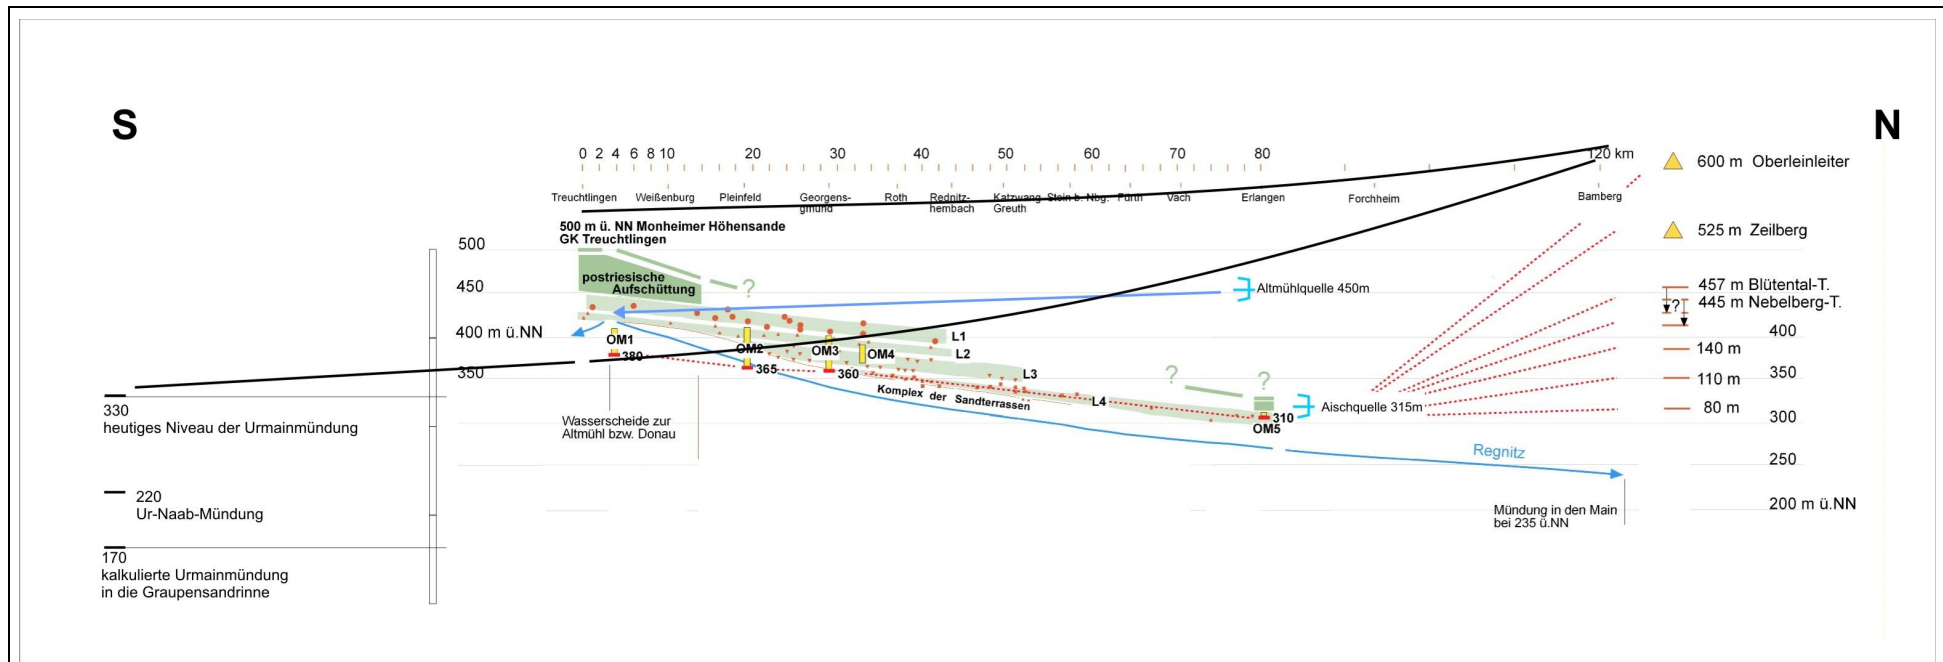 S
N
0 2 4 6 8 10 20 30 40 50 60 70 80 120 km
Treuchtlingen Weißenburg Pleinfeld Georgens-gmünd Roth Rednitz-hembach Katzwang Greuth Stein b. Nbg. Fürth Vach Erlangen Forchheim Bamberg
600 m Oberleinleiter
525 m Zeilberg
457 m Blütental-T.
?
445 m Nebelberg-T.
500 m ü. NN Monheimer Höhensande
GK Treuchtlingen
500
450
400 m ü.NN
350
postriesische
Aufschüttung
?
Altmühlquelle 450m
L1
L2
L3
L4
OM1
380
OM2
365
OM3
360
OM4
Komplex der Sandterrassen
?
?
310
OM5
Aischquelle 315m
400
140 m
350
110 m
80 m
300
250
200 m ü.NN
Wasserscheide zur
Altmühl bzw. Donau
Regnitz
Mündung in den Main
bei 235 ü.NN
330
heutiges Niveau der Urmainmündung
220
Ur-Naab-Mündung
170
kalkulierte Urmainmündung
in die Graupensandrinne